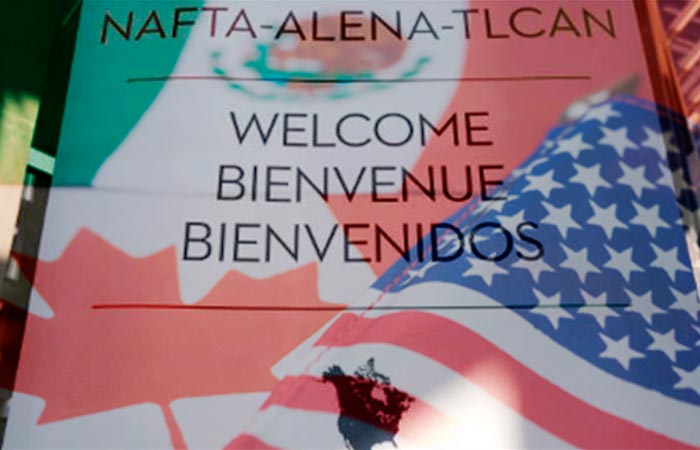 NAFTA-ALENA-TLCAN
WELCOME
BIENVENUE
BIENVENIDOS